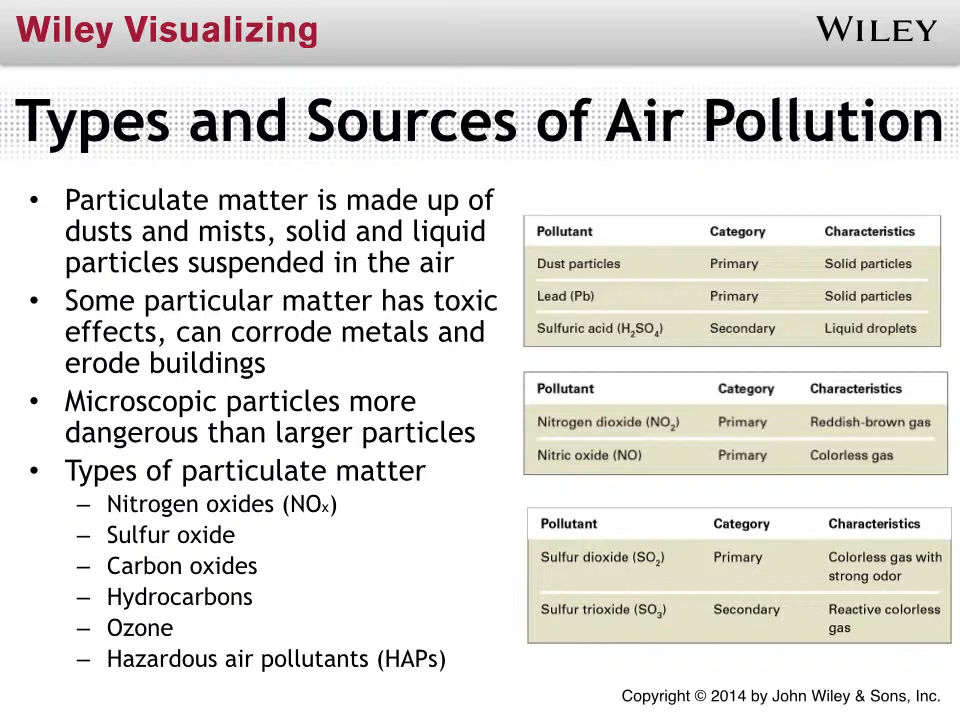 Wiley Visualizing
WILEY
Types and Sources of Air Pollution
• Particulate matter is made up of
dusts and mists, solid and liquid
particles suspended in the air
• Some particular matter has toxic
effects, can corrode metals and
erode buildings
• Microscopic particles more
dangerous than larger particles
• Types of particulate matter
– Nitrogen oxides (NOx)
– Sulfur oxide
– Carbon oxides
– Hydrocarbons
– Ozone
– Hazardous air pollutants (HAPs)
Pollutant Category Characteristics
Dust particles Primary Solid particles
Lead (Pb) Primary Solid particles
Sulfuric acid (H₂SO₄) Secondary Liquid droplets
Pollutant Category Characteristics
Nitrogen dioxide (NO₂) Primary Reddish-brown gas
Nitric oxide (NO) Primary Colorless gas
Pollutant Category Characteristics
Sulfur dioxide (SO₂) Primary Colorless gas with
strong odor
Sulfur trioxide (SO₃) Secondary Reactive colorless
gas
Copyright © 2014 by John Wiley & Sons, Inc.